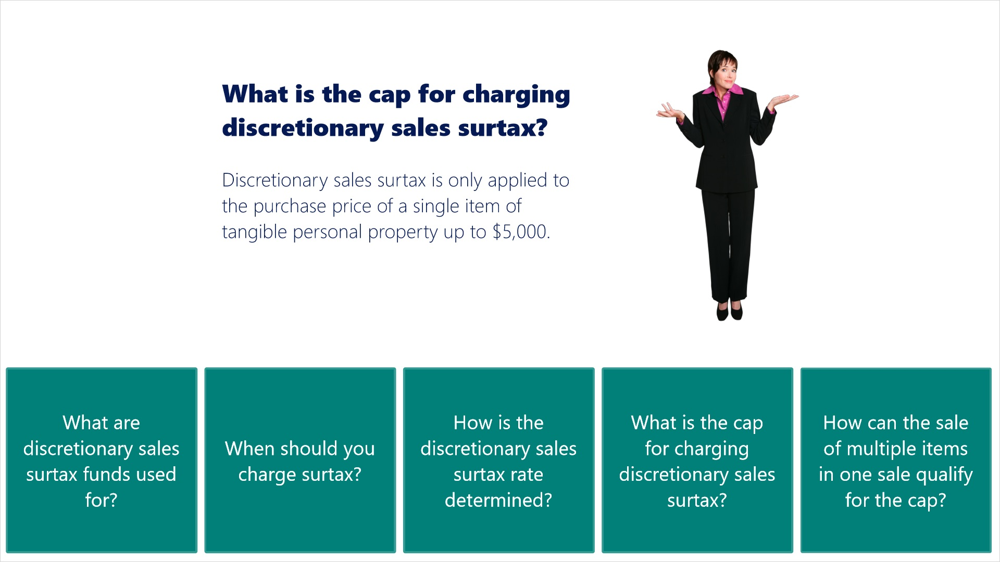 What is the cap for charging
discretionary sales surtax?
Discretionary sales surtax is only applied to
the purchase price of a single item of
tangible personal property up to $5,000.
What are
discretionary sales
surtax funds used
for?
When should you
charge surtax?
How is the
discretionary sales
surtax rate
determined?
What is the cap
for charging
discretionary sales
surtax?
How can the sale
of multiple items
in one sale qualify
for the cap?